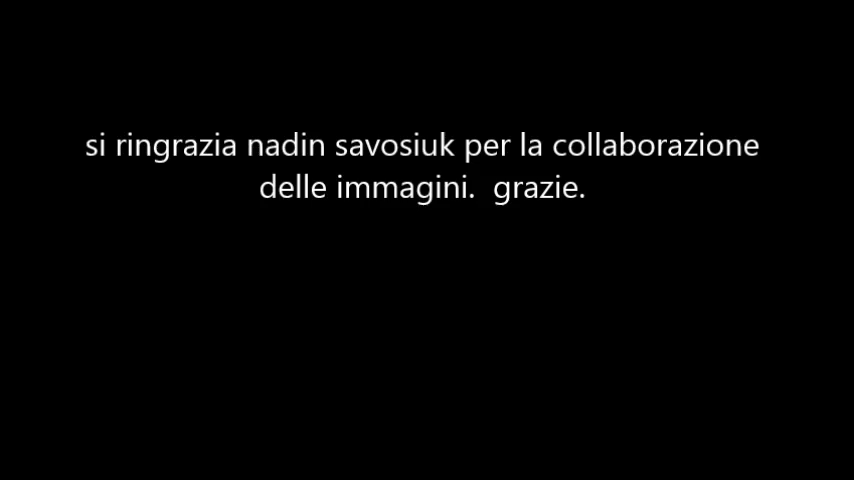 si ringrazia nadin savosiuk per la collaborazione
delle immagini.  grazie.